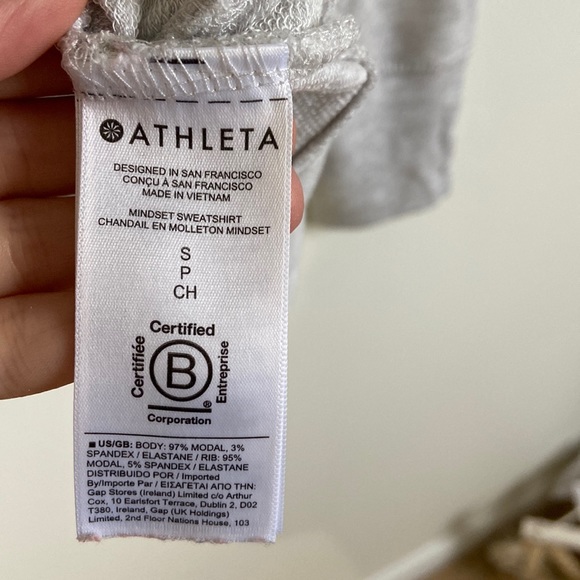 ATHLETA
DESIGNED IN SAN FRANCISCO
CONÇU À SAN FRANCISCO
MADE IN VIETNAM
MINDSET SWEATSHIRT
CHANDAIL EN MOLLETON MINDSET
S
P
CH
Certified
Certifiée
B
Entreprise
®
Corporation
■ US/GB: BODY: 97% MODAL, 3%
SPANDEX / ELASTANE / RIB: 95%
MODAL, 5% SPANDEX / ELASTANE
DISTRIBUIDO POR / Imported
By/Importe Par / ΕΙΣΑΓΕΤΑΙ ΑΠΟ ΤΗΝ:
Gap Stores (Ireland) Limited c/o Arthur
Cox, 10 Earlsfort Terrace, Dublin 2, D02
T380, Ireland, Gap (UK Holdings)
Limited, 2nd Floor Nations House, 103